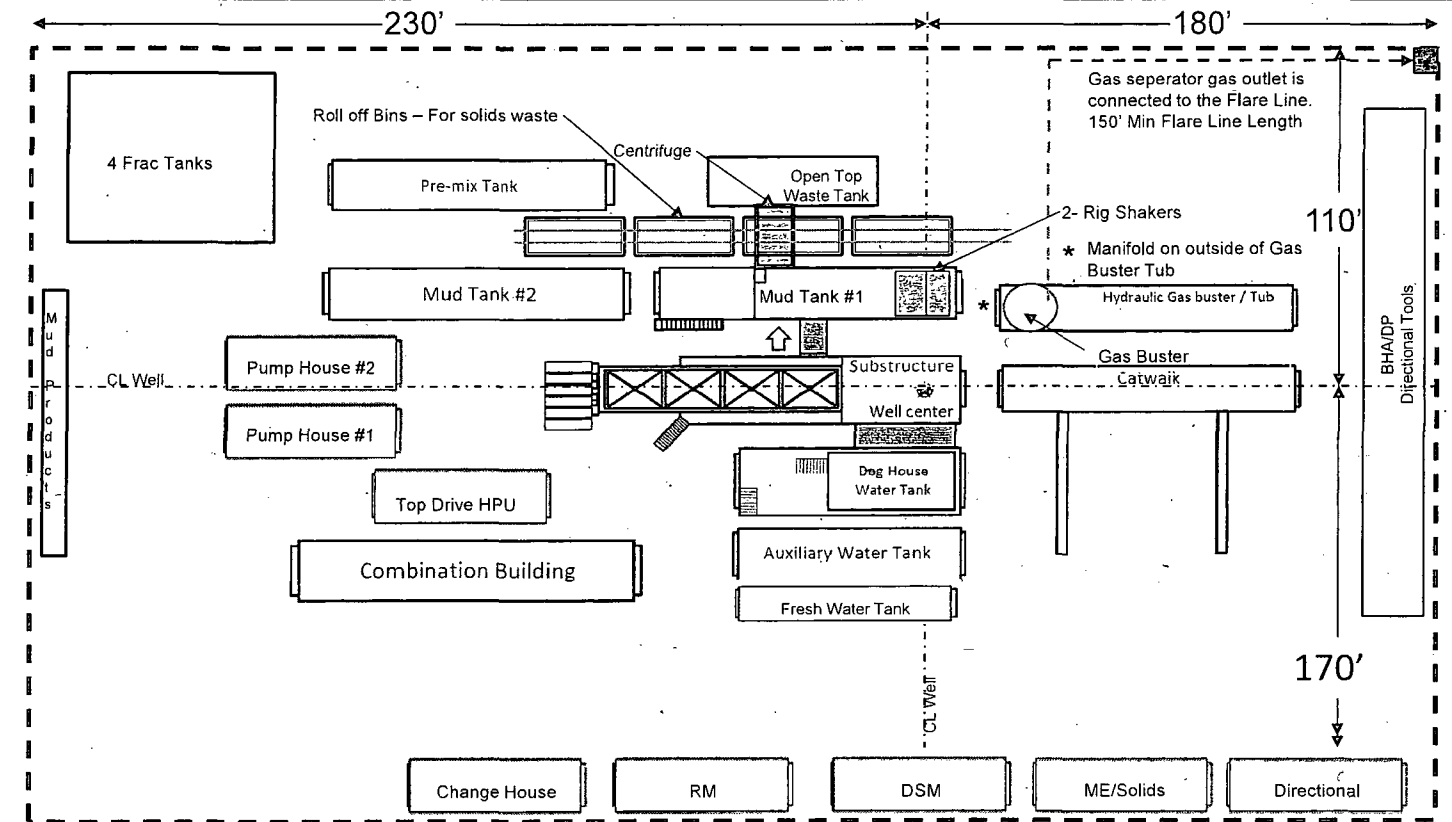 230’
180’
Gas seperator gas outlet is
connected to the Flare Line.
150' Min Flare Line Length
Roll off Bins – For solids waste
4 Frac Tanks
Centrifuge
Pre-mix Tank
Open Top
Waste Tank
2- Rig Shakers
110'
* Manifold on outside of Gas
Buster Tub
Mud Tank #2
Mud Tank #1
*
Hydraulic Gas buster / Tub
Mud Products
BHA/DP
Directional Tools
Pump House #2
Substructure
Gas Buster
CL Well
Catwalk
Well center
Pump House #1
Dog House
Water Tank
Top Drive HPU
Auxiliary Water Tank
Combination Building
Fresh Water Tank
170’
CL Well
Change House
RM
DSM
ME/Solids
Directional